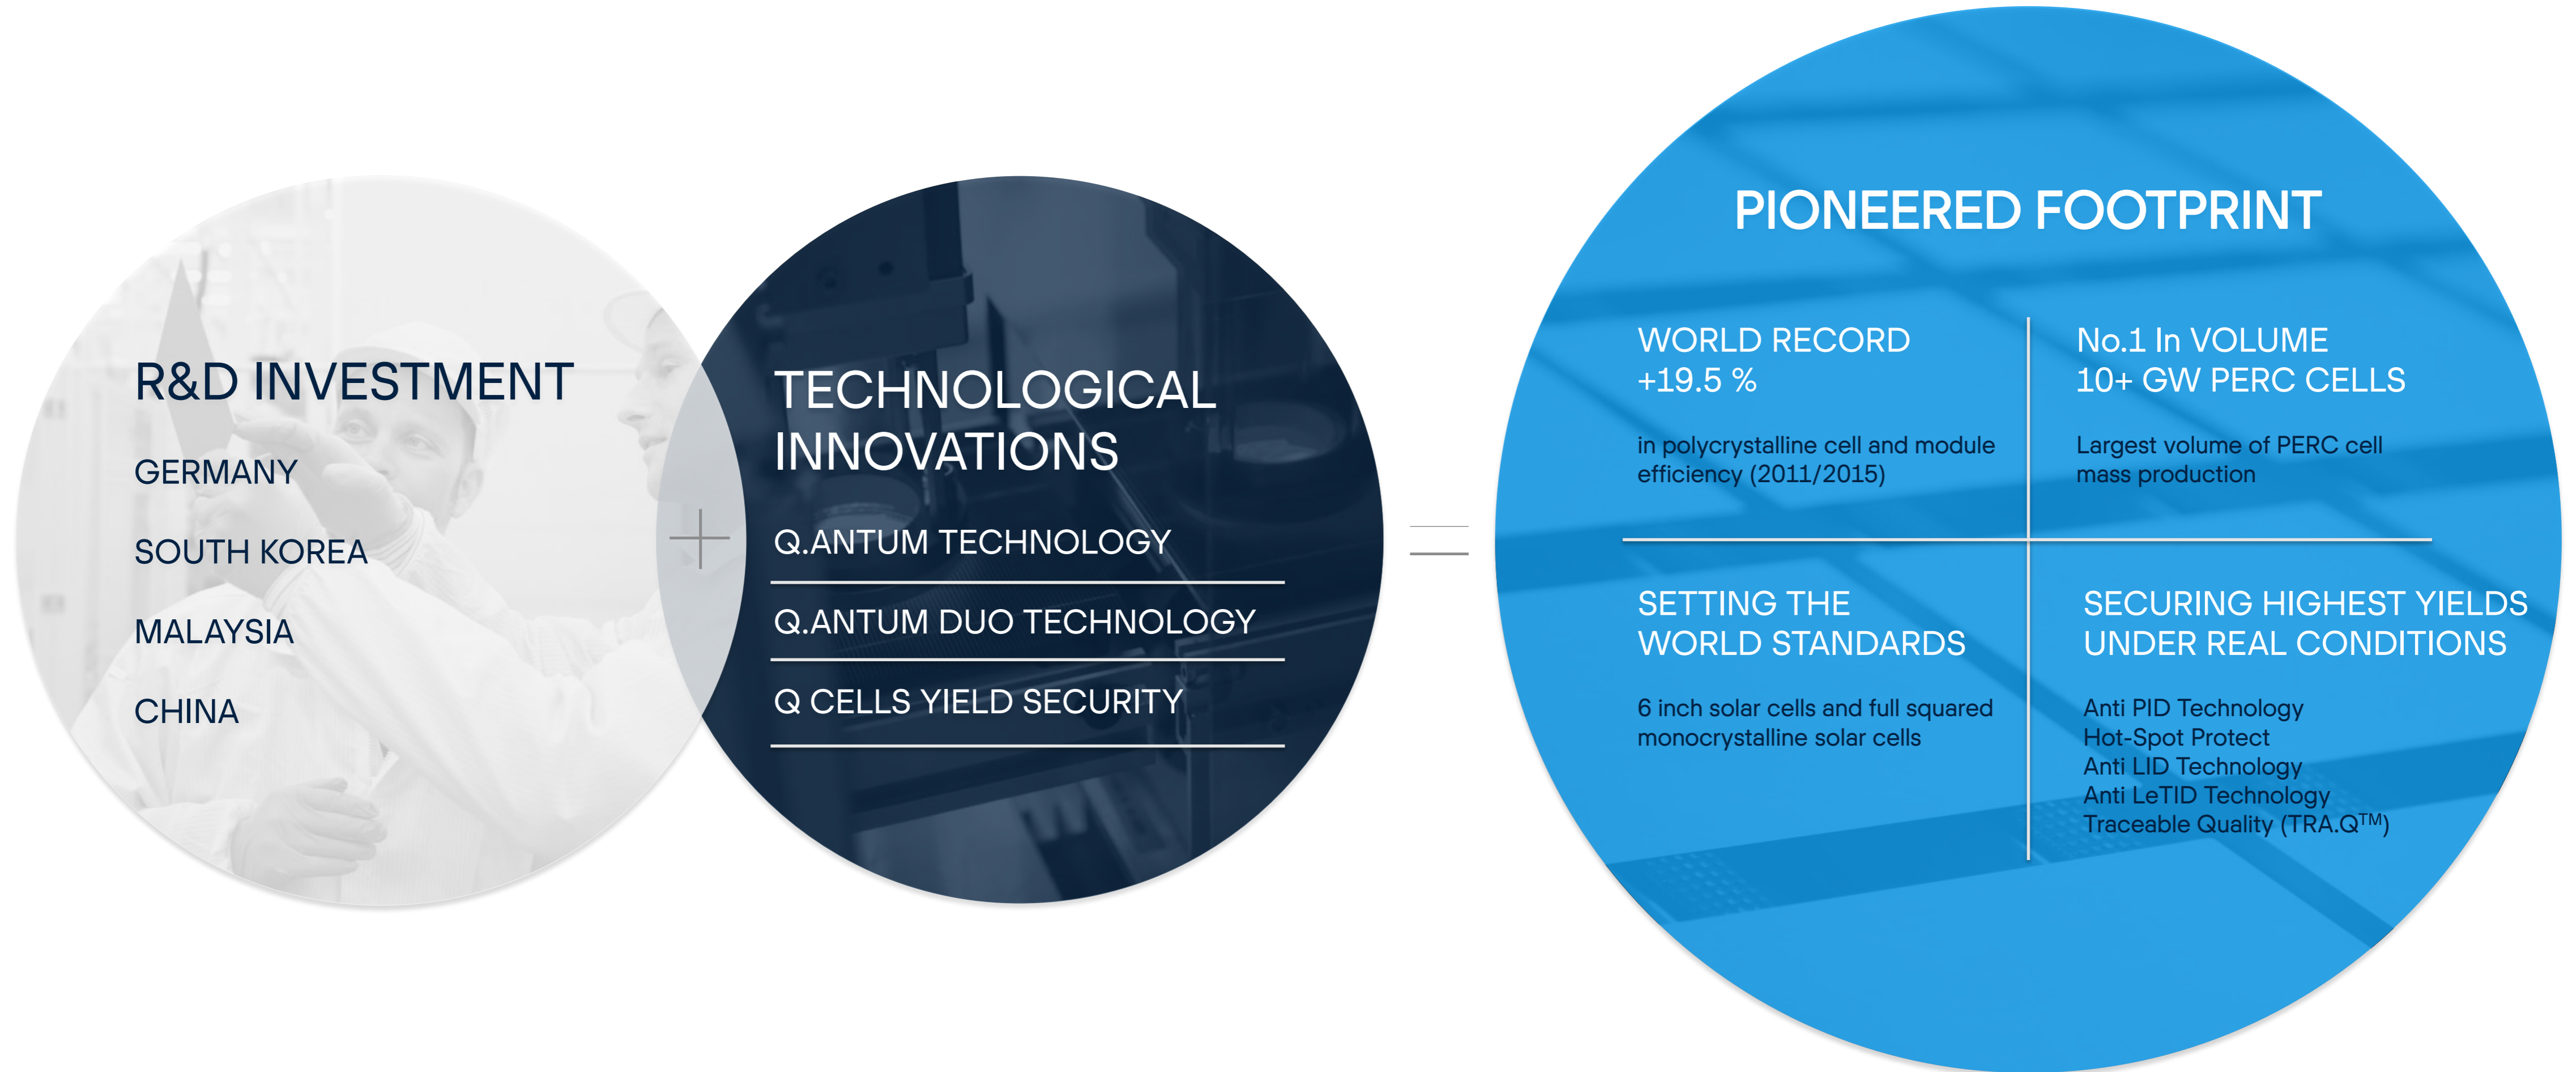 R&D INVESTMENT
GERMANY
SOUTH KOREA
MALAYSIA
CHINA
+
TECHNOLOGICAL
INNOVATIONS
Q.ANTUM TECHNOLOGY
Q.ANTUM DUO TECHNOLOGY
Q CELLS YIELD SECURITY
=
PIONEERED FOOTPRINT
WORLD RECORD
+19.5 %
in polycrystalline cell and module
efficiency (2011/2015)
No.1 In VOLUME
10+ GW PERC CELLS
Largest volume of PERC cell
mass production
SETTING THE
WORLD STANDARDS
6 inch solar cells and full squared
monocrystalline solar cells
SECURING HIGHEST YIELDS
UNDER REAL CONDITIONS
Anti PID Technology
Hot-Spot Protect
Anti LID Technology
Anti LeTID Technology
Traceable Quality (TRA.Q™)